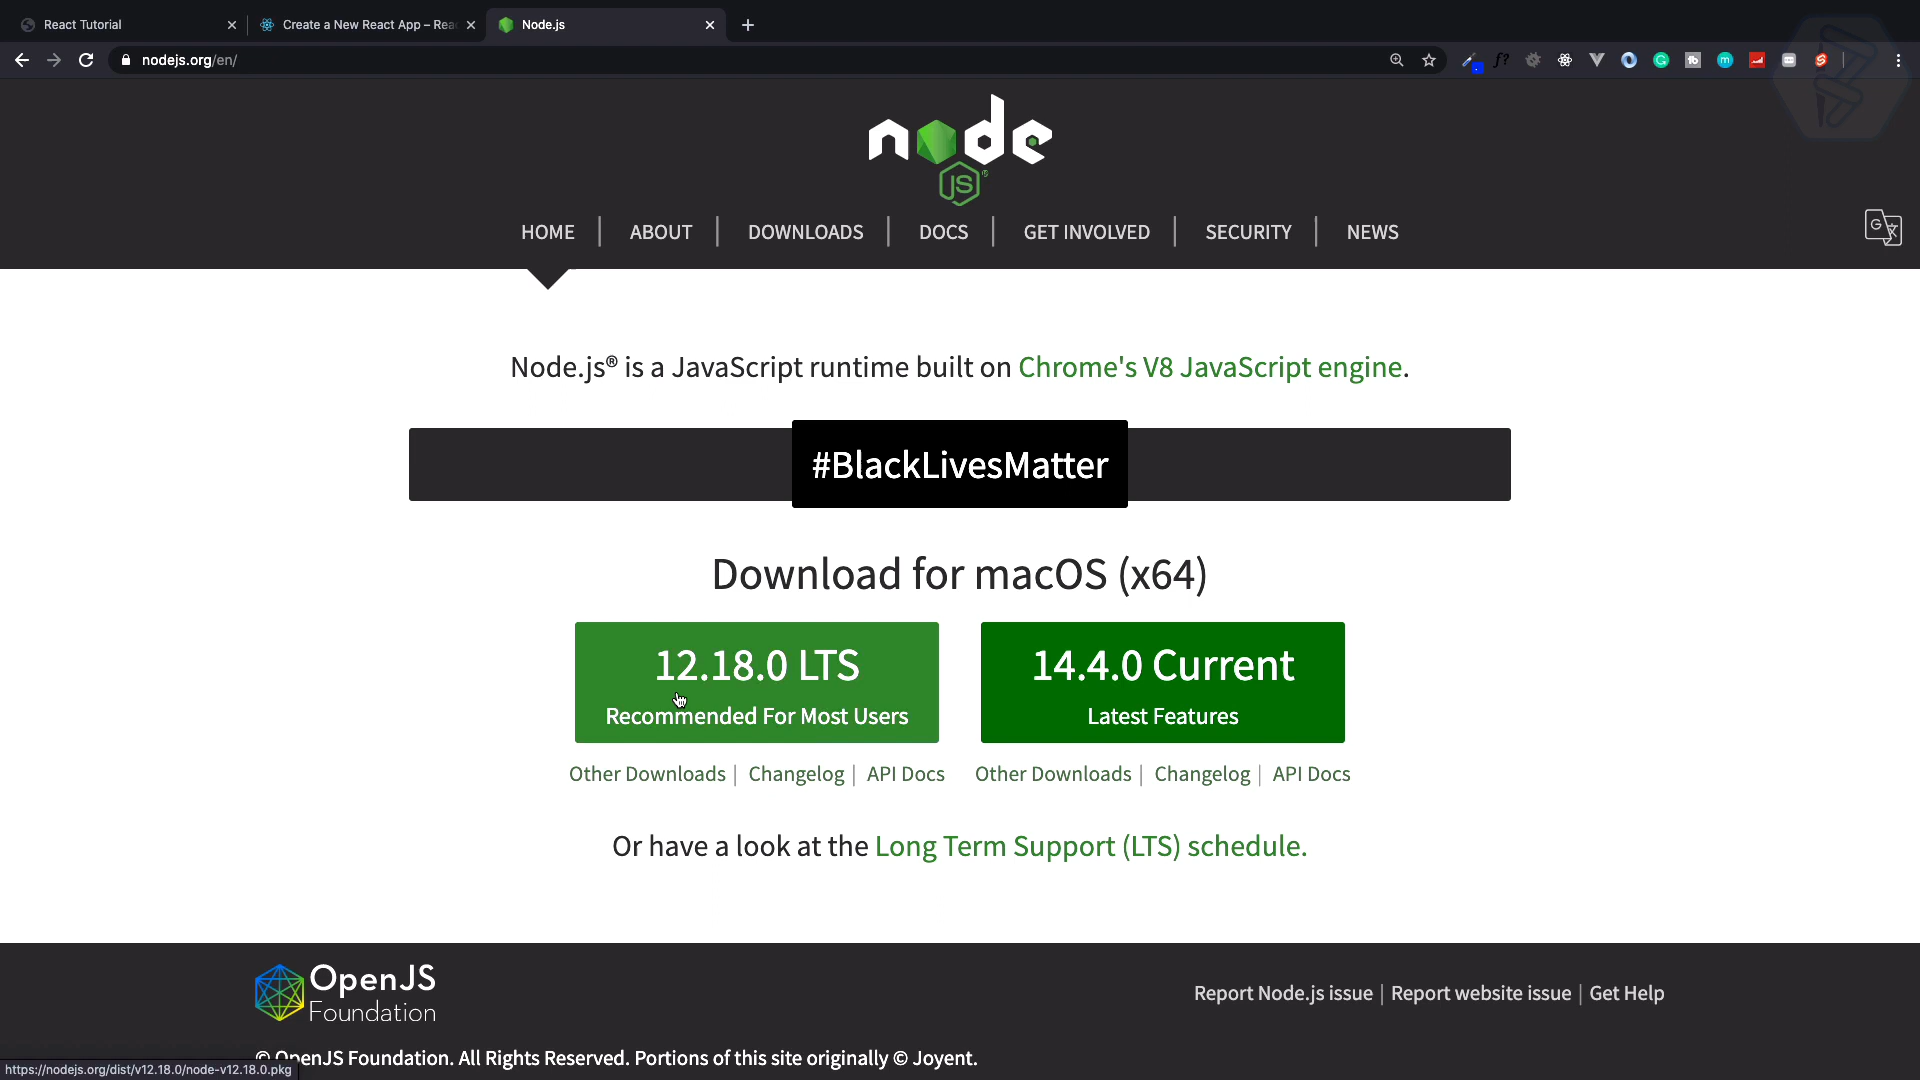 React Tutorial
Create a New React App – Reac
Node.js
nodejs.org/en/
node
JS
HOME | ABOUT | DOWNLOADS | DOCS | GET INVOLVED | SECURITY | NEWS
Node.js® is a JavaScript runtime built on Chrome's V8 JavaScript engine.
#BlackLivesMatter
Download for macOS (x64)
12.18.0 LTS
Recommended For Most Users
14.4.0 Current
Latest Features
Other Downloads | Changelog | API Docs
Other Downloads | Changelog | API Docs
Or have a look at the Long Term Support (LTS) schedule.
OpenJS
Foundation
Report Node.js issue | Report website issue | Get Help
© OpenJS Foundation. All Rights Reserved. Portions of this site originally © Joyent.
https://nodejs.org/dist/v12.18.0/node-v12.18.0.pkg